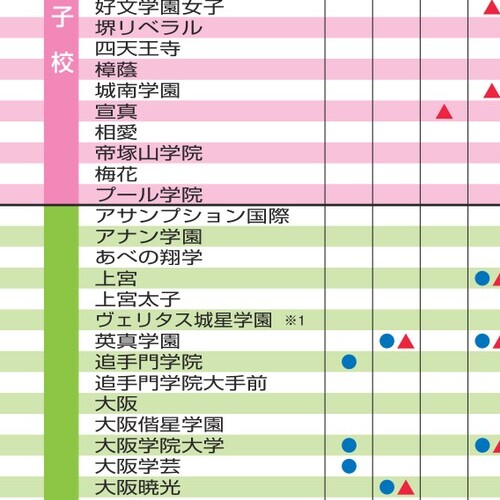 子校
好文学園女子
堺リベラル
四天王寺
樟蔭
城南学園
宣真
相愛
帝塚山学院
梅花
プール学院
アサンプション国際
アナン学園
あべの翔学
上宮
上宮太子
ヴェリタス城星学園 ※1
英真学園
追手門学院
追手門学院大手前
大阪
大阪偕星学園
大阪学院大学
大阪学芸
大阪暁光